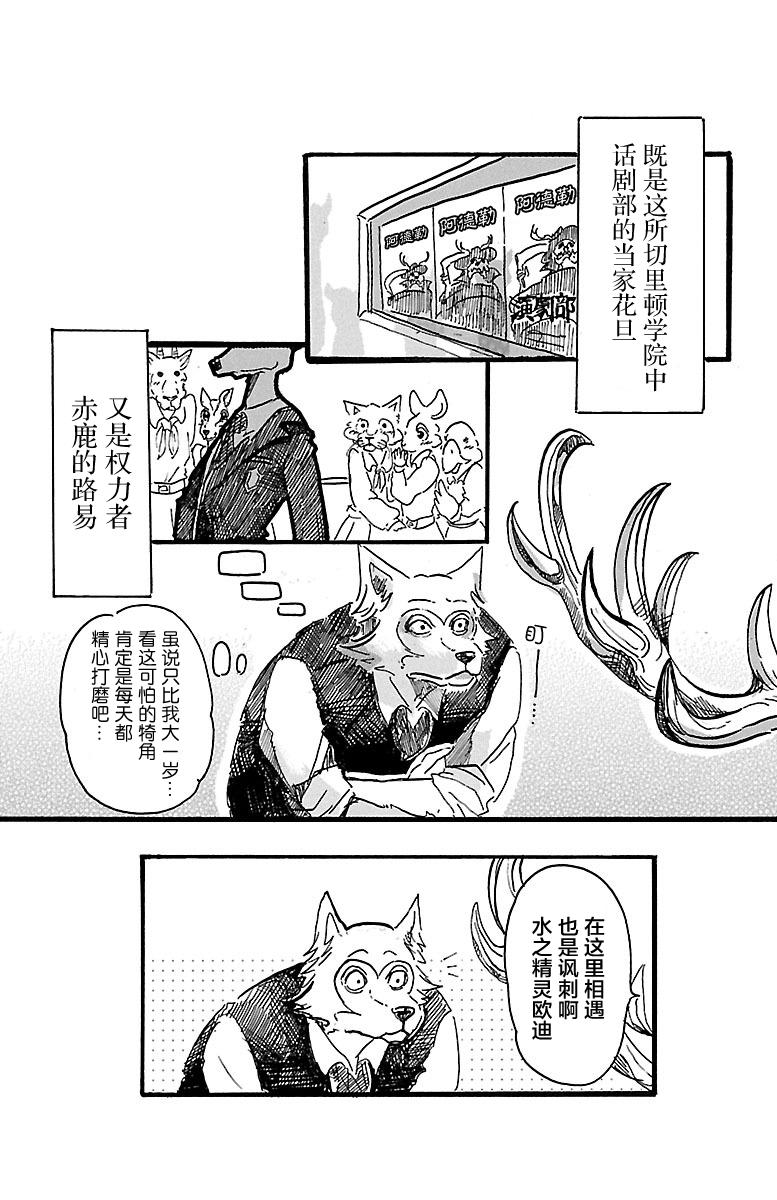 既是这所切里顿学院中
话剧部的当家花旦
阿德勒
阿德勒
阿德勒
演劇部
又是权力者
赤鹿的路易
盯
虽说只比我大一岁…
看这可怕的犄角
肯定是每天都
精心打磨吧…
在这里相遇
也是讽刺啊
水之精灵欧迪